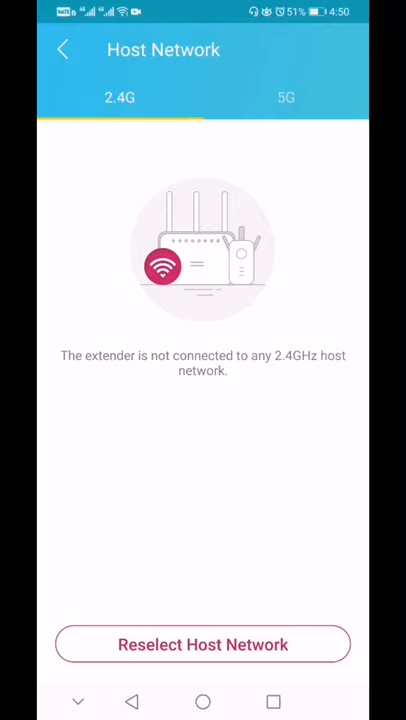 51% 4:50
Host Network
2.4G 5G
The extender is not connected to any 2.4GHz host
network.
Reselect Host Network